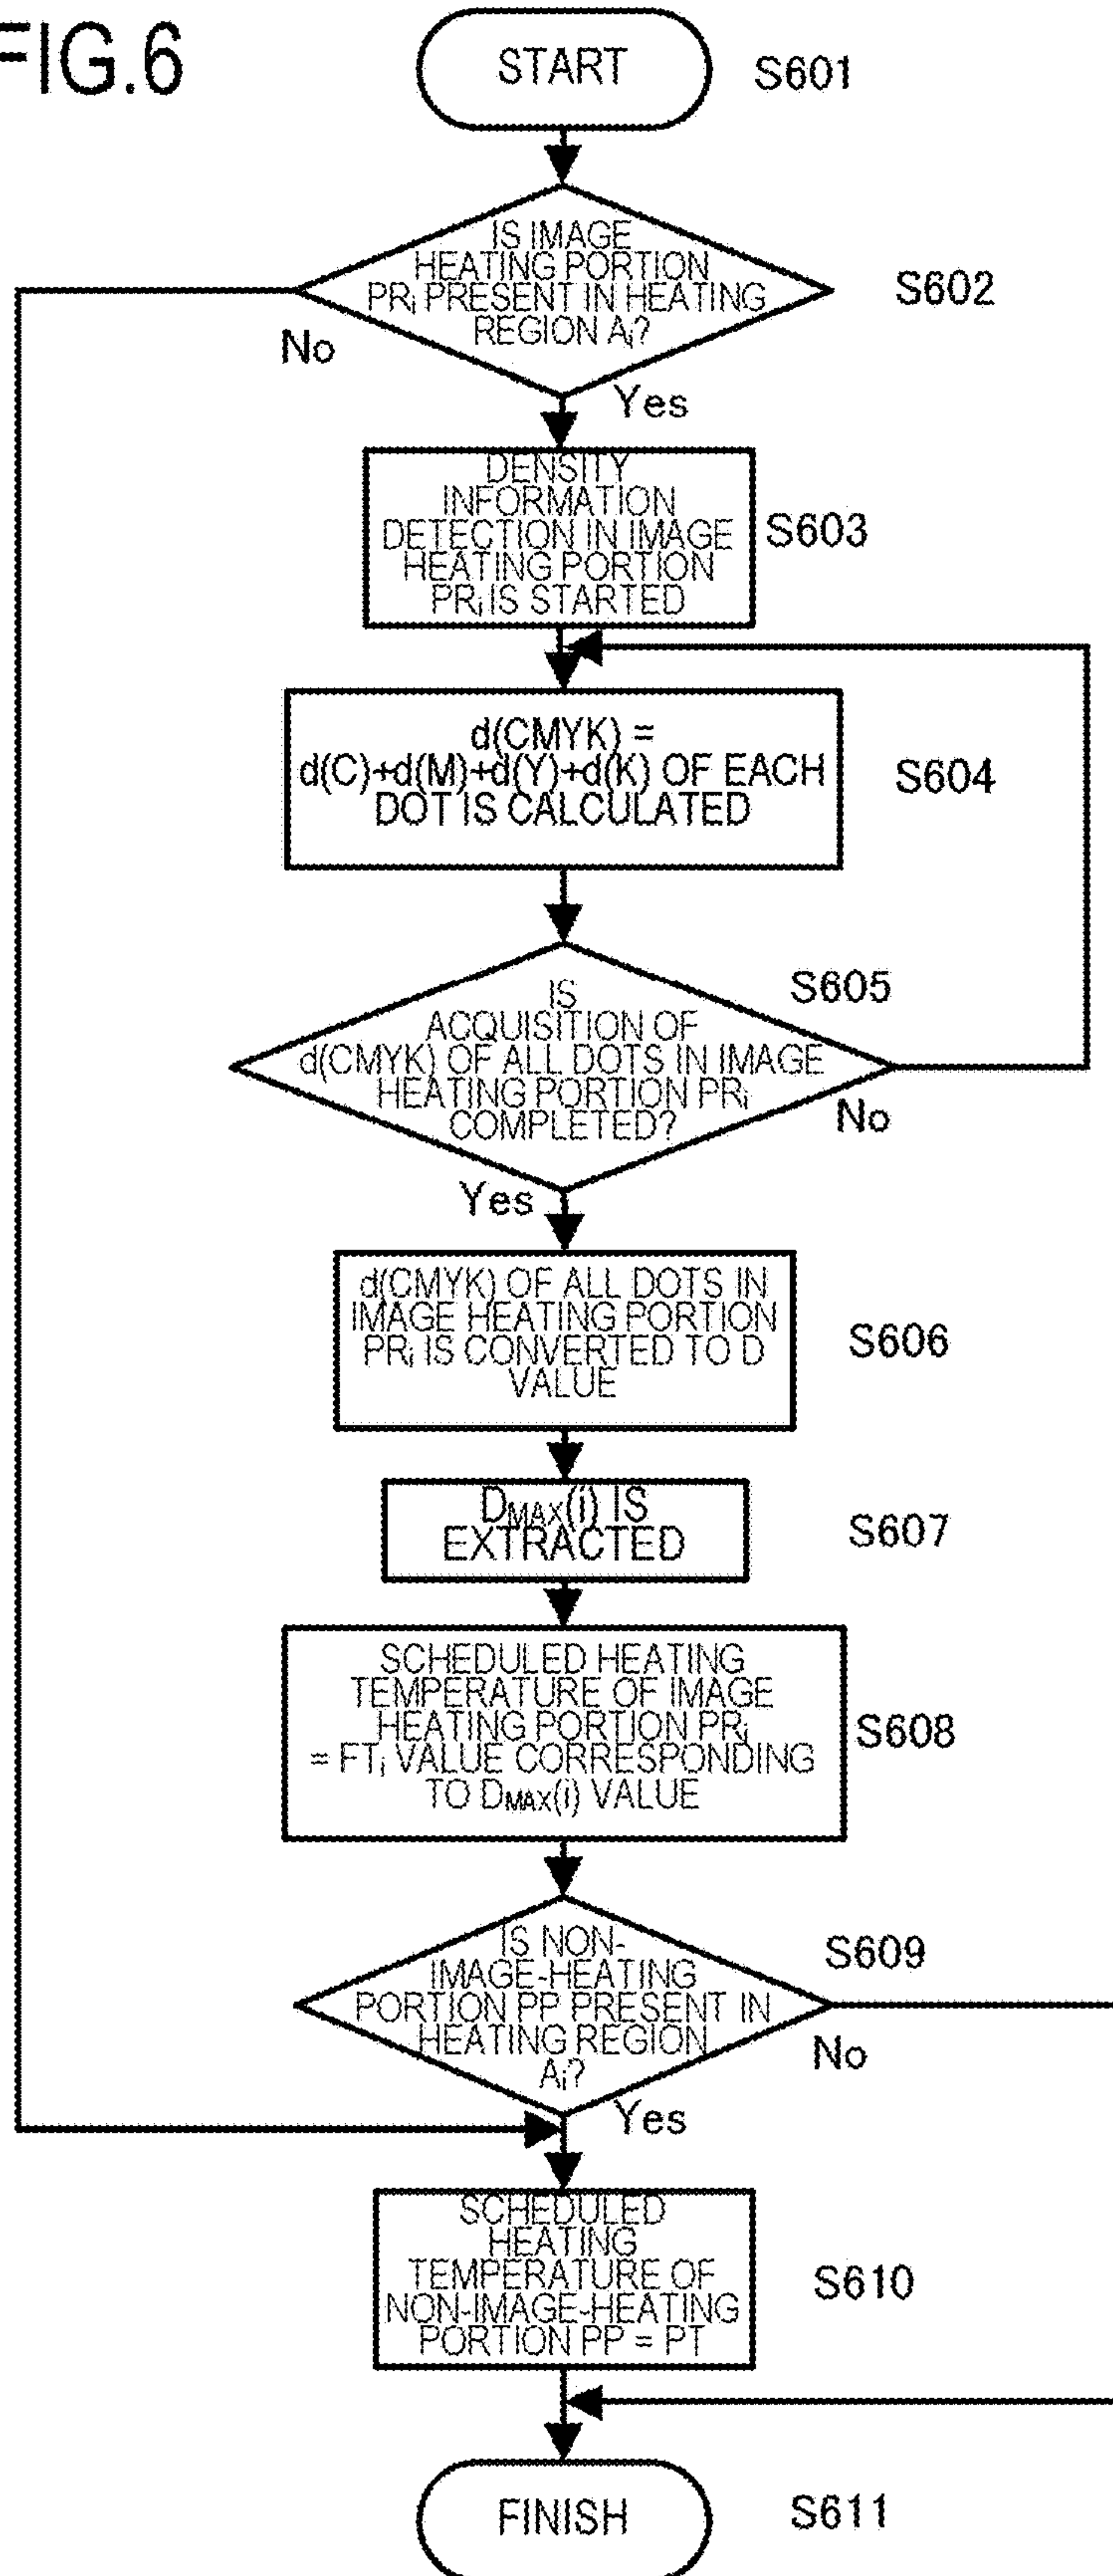 FIG.6
START
S601
IS IMAGE
HEATING PORTION
PRi PRESENT IN HEATING
REGION Ai?
S602
No
Yes
DENSITY
INFORMATION
DETECTION IN IMAGE
HEATING PORTION
PRi IS STARTED
S603
d(CMYK) =
d(C)+d(M)+d(Y)+d(K) OF EACH
DOT IS CALCULATED
S604
IS
ACQUISITION OF
d(CMYK) OF ALL DOTS IN IMAGE
HEATING PORTION PRi
COMPLETED?
S605
No
Yes
d(CMYK) OF ALL DOTS IN
IMAGE HEATING PORTION
PRi IS CONVERTED TO D
VALUE
S606
DMAX(i) IS
EXTRACTED
S607
SCHEDULED HEATING
TEMPERATURE OF IMAGE
HEATING PORTION PRi
= FTi VALUE CORRESPONDING
TO DMAX(i) VALUE
S608
IS NON-
IMAGE-HEATING
PORTION PP PRESENT IN
HEATING REGION
Ai?
S609
No
Yes
SCHEDULED
HEATING
TEMPERATURE OF
NON-IMAGE-HEATING
PORTION PP = PT
S610
FINISH
S611